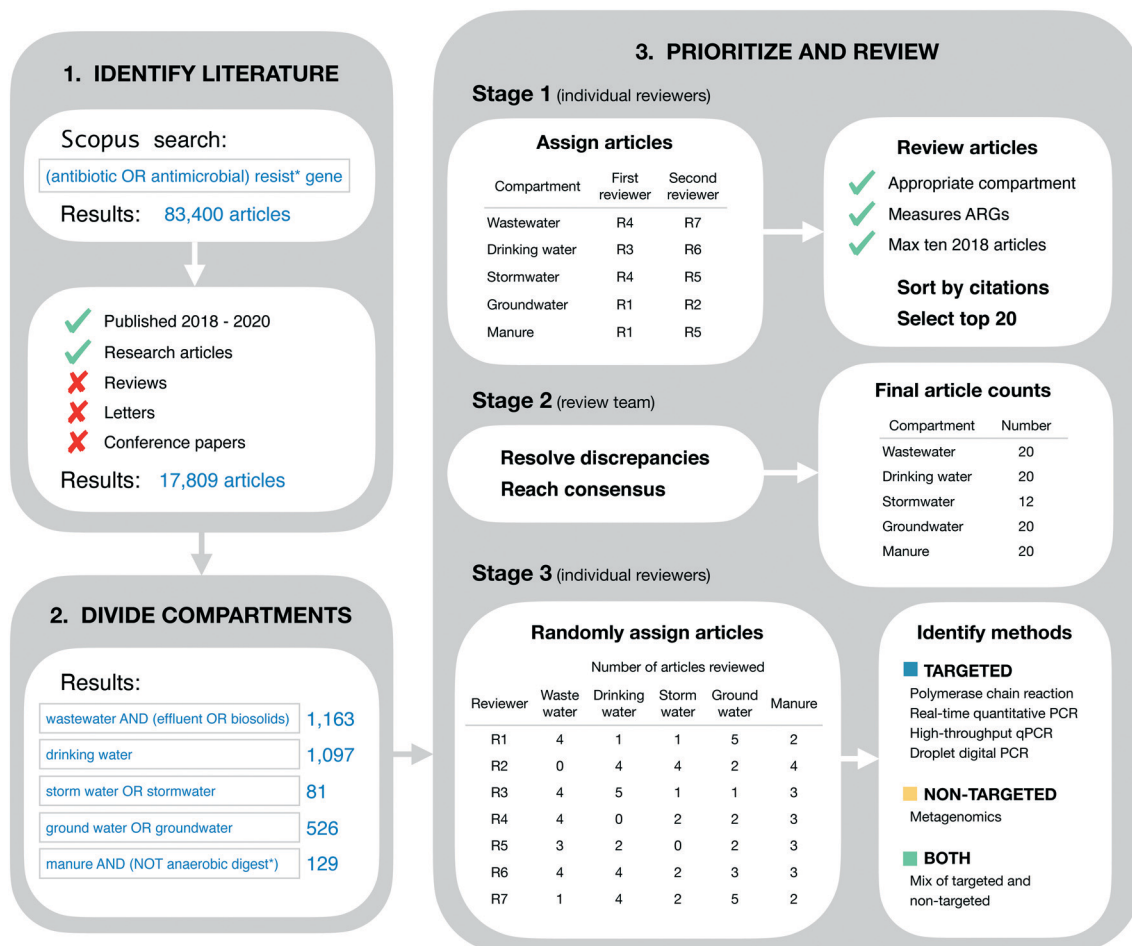 1. IDENTIFY LITERATURE
Scopus search:
(antibiotic OR antimicrobial) resist* gene
Results: 83,400 articles
Published 2018 - 2020
Research articles
Reviews
Letters
Conference papers
Results: 17,809 articles
2. DIVIDE COMPARTMENTS
Results:
wastewater AND (effluent OR biosolids) 1,163
drinking water 1,097
storm water OR stormwater 81
ground water OR groundwater 526
manure AND (NOT anaerobic digest*) 129
3. PRIORITIZE AND REVIEW
Stage 1 (individual reviewers)
Assign articles
Compartment First reviewer Second reviewer
Wastewater R4 R7
Drinking water R3 R6
Stormwater R4 R5
Groundwater R1 R2
Manure R1 R5
Review articles
Appropriate compartment
Measures ARGs
Max ten 2018 articles
Sort by citations
Select top 20
Stage 2 (review team)
Resolve discrepancies
Reach consensus
Final article counts
Compartment Number
Wastewater 20
Drinking water 20
Stormwater 12
Groundwater 20
Manure 20
Stage 3 (individual reviewers)
Randomly assign articles
Number of articles reviewed
Reviewer Waste water Drinking water Storm water Ground water Manure
R1 4 1 1 5 2
R2 0 4 4 2 4
R3 4 5 1 1 3
R4 4 0 2 2 3
R5 3 2 0 2 3
R6 4 4 2 3 3
R7 1 4 2 5 2
Identify methods
TARGETED
Polymerase chain reaction
Real-time quantitative PCR
High-throughput qPCR
Droplet digital PCR
NON-TARGETED
Metagenomics
BOTH
Mix of targeted and
non-targeted